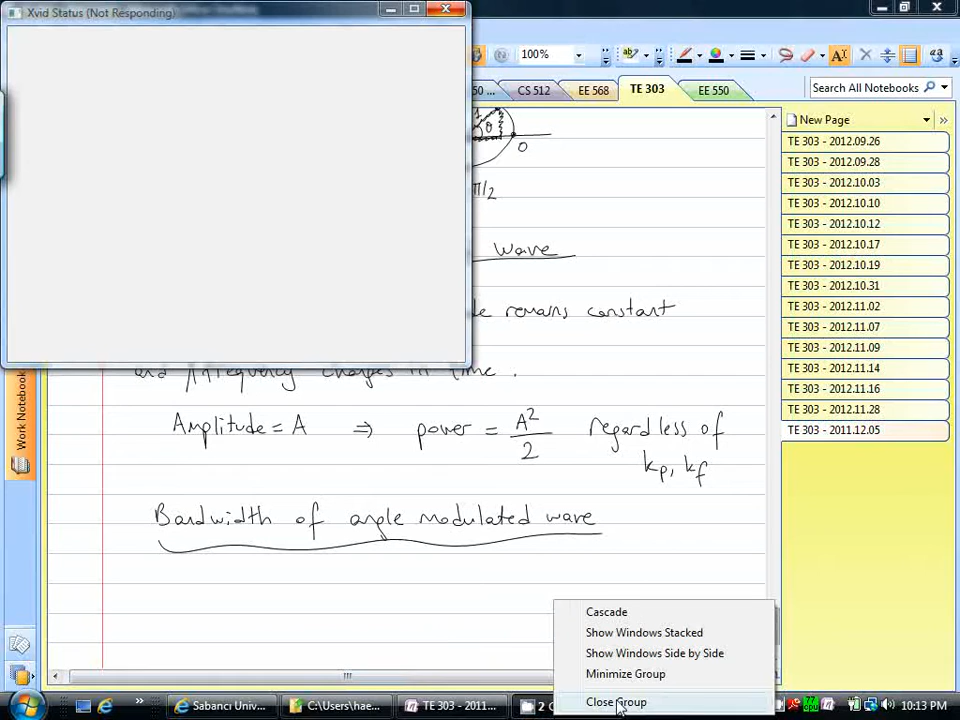 Xvid Status (Not Responding)
100%
50 ...
CS 512
EE 568
TE 303
EE 550
Search All Notebooks
New Page
TE 303 - 2012.09.26
TE 303 - 2012.09.28
TE 303 - 2012.10.03
TE 303 - 2012.10.10
TE 303 - 2012.10.12
TE 303 - 2012.10.17
TE 303 - 2012.10.19
TE 303 - 2012.10.31
TE 303 - 2012.11.02
TE 303 - 2012.11.07
TE 303 - 2012.11.09
TE 303 - 2012.11.14
TE 303 - 2012.11.16
TE 303 - 2012.11.28
TE 303 - 2011.12.05
Work Notebook
θ
0
π/2
wave
remains constant
time .
Amplitude = A ⇒ power = A²/2 regardless of
kp, kf
Bandwidth of angle modulated wave
Cascade
Show Windows Stacked
Show Windows Side by Side
Minimize Group
Close Group
Sabancı Univ...
C:\Users\hae...
TE 303 - 2011...
2
10:13 PM